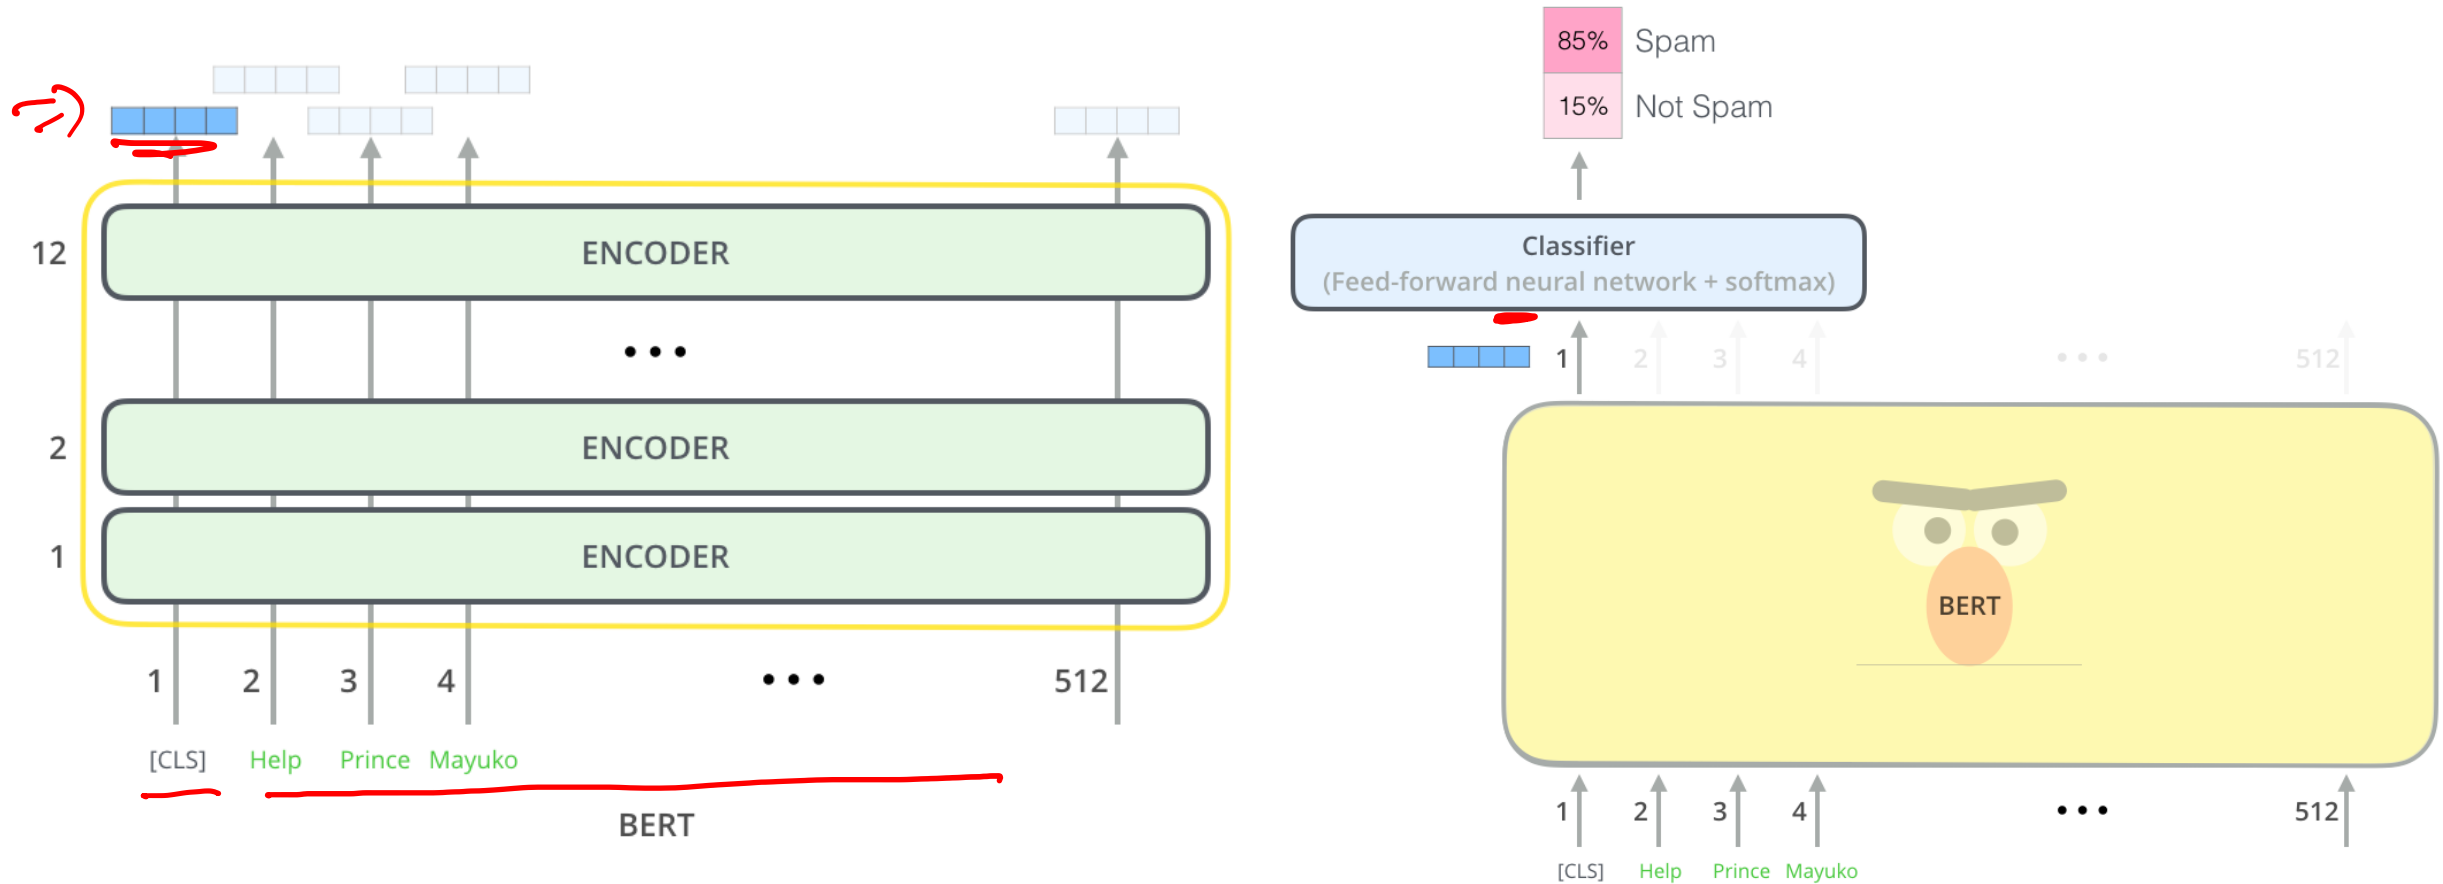 12 ENCODER
...
2 ENCODER
1 ENCODER
1 2 3 4 ... 512
[CLS] Help Prince Mayuko
BERT
85% Spam
15% Not Spam
Classifier
(Feed-forward neural network + softmax)
1 2 3 4 ... 512
BERT
1 2 3 4 ... 512
[CLS] Help Prince Mayuko